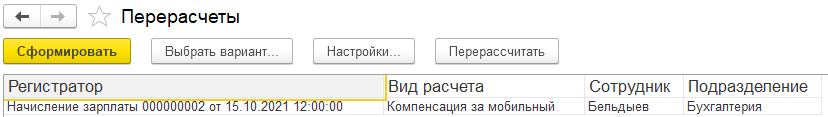 Перерасчеты
Сформировать Выбрать вариант... Настройки... Перерассчитать
Регистратор Вид расчета Сотрудник Подразделение
Начисление зарплаты 000000002 от 15.10.2021 12:00:00 Компенсация за мобильный Бельдыев Бухгалтерия